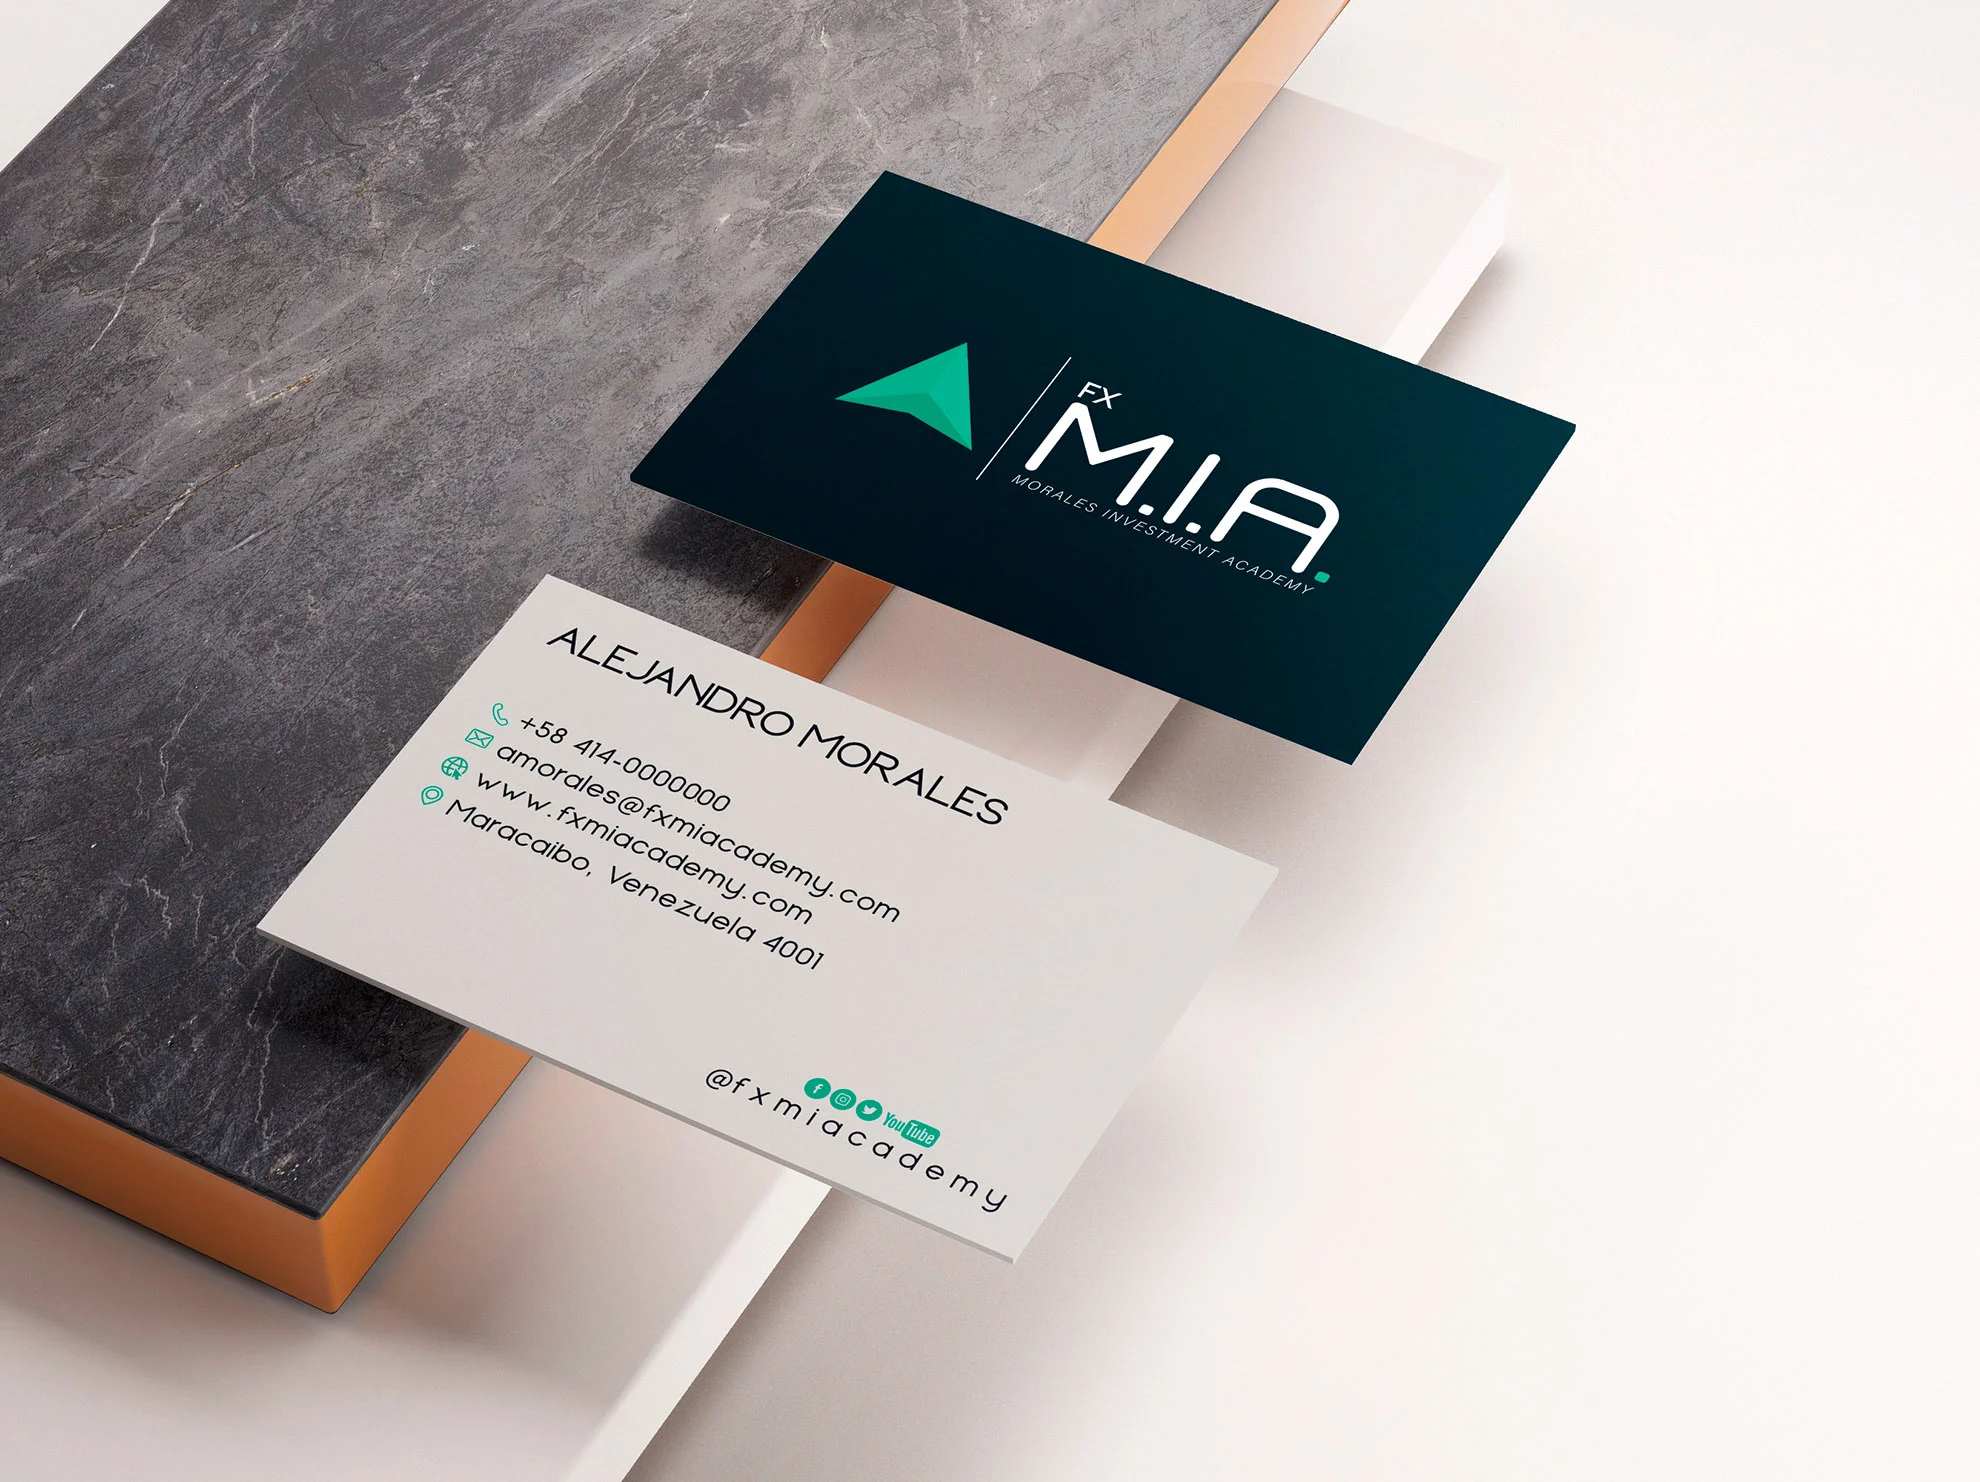 FX
M.I.A.
MORALES INVESTMENT ACADEMY
ALEJANDRO MORALES
+58 414-0000000
amorales@fxmiacademy.com
www.fxmiacademy.com
Maracaibo, Venezuela 4001
YouTube
@fxmiacademy